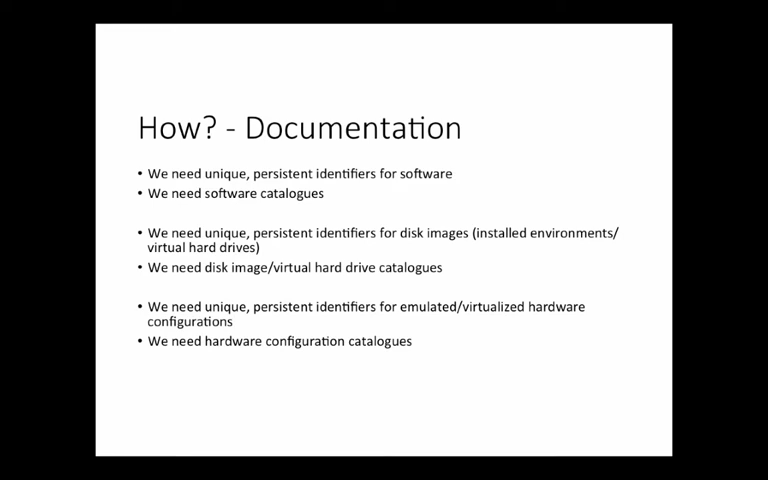 How? - Documentation
• We need unique, persistent identifiers for software
• We need software catalogues
• We need unique, persistent identifiers for disk images (installed environments/
virtual hard drives)
• We need disk image/virtual hard drive catalogues
• We need unique, persistent identifiers for emulated/virtualized hardware
configurations
• We need hardware configuration catalogues